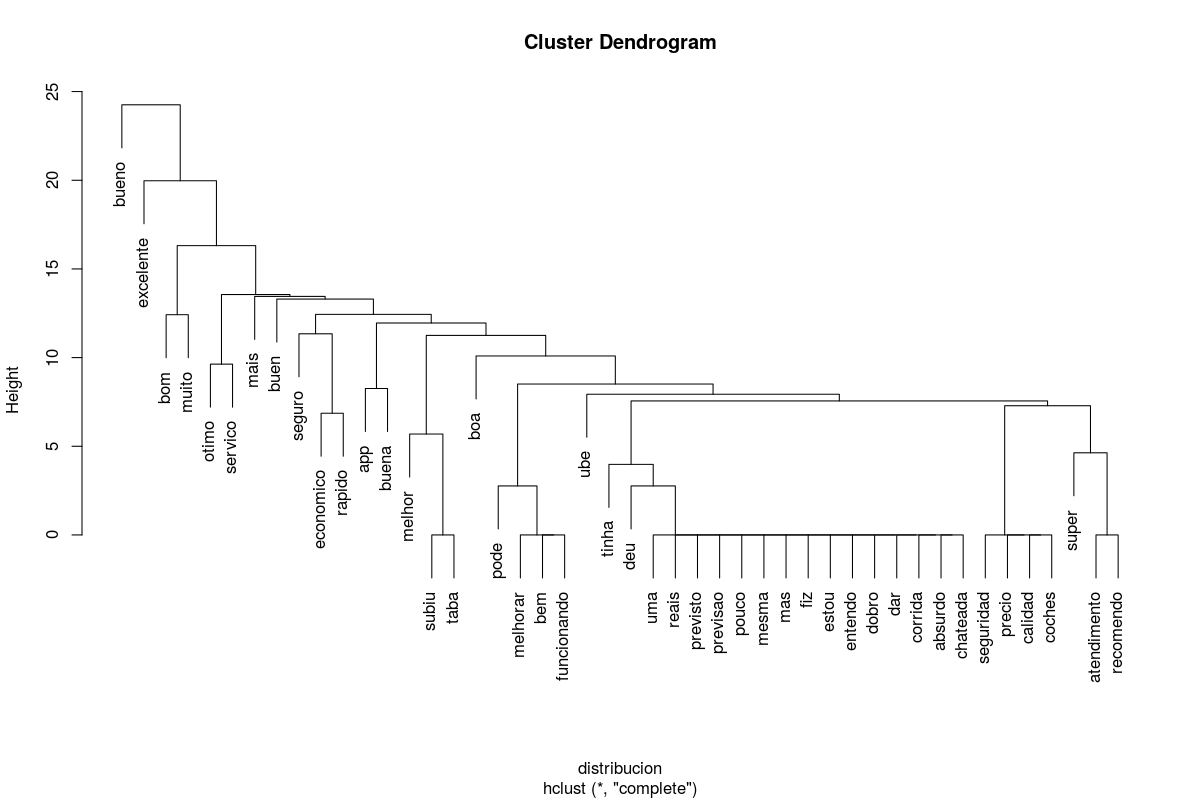 Cluster Dendrogram
Height
25
20
15
10
5
0
bueno
excelente
bom
muito
otimo
servico
mais
buen
seguro
economico
rapido
app
buena
melhor
subiu
taba
boa
pode
melhorar
bem
funcionando
ube
tinha
deu
uma
reais
previsto
previsao
pouco
mesma
mas
fiz
estou
entendo
dobro
dar
corrida
absurdo
chateada
seguridad
precio
calidad
coches
super
atendimento
recomendo
distribucion
hclust (*, "complete")